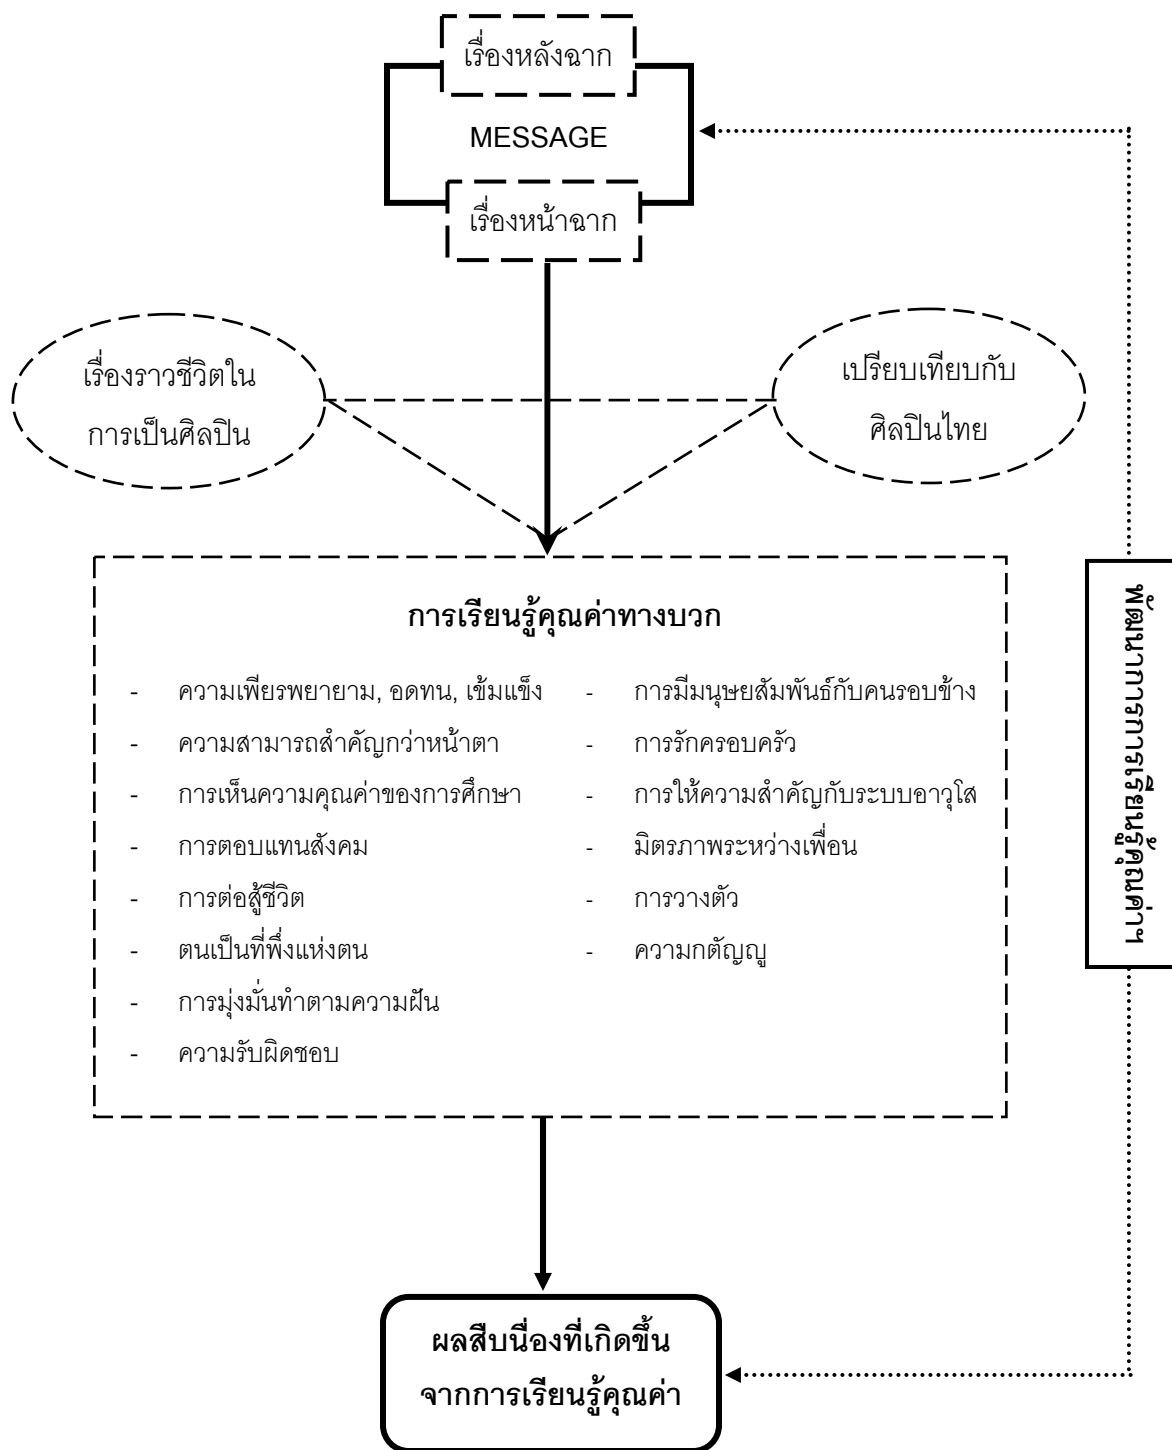 เรื่องหลังฉาก
MESSAGE
เรื่องหน้าฉาก
เรื่องราวชีวิตใน
การเป็นศิลปิน
เปรียบเทียบกับ
ศิลปินไทย
การเรียนรู้คุณค่าทางบวก
- ความเพียรพยายาม, อดทน, เข้มแข็ง
- ความสามารถสำคัญกว่าหน้าตา
- การเห็นความคุณค่าของการศึกษา
- การตอบแทนสังคม
- การต่อสู้ชีวิต
- ตนเป็นที่พึ่งแห่งตน
- การมุ่งมั่นทำตามความฝัน
- ความรับผิดชอบ
- การมีมนุษยสัมพันธ์กับคนรอบข้าง
- การรักครอบครัว
- การให้ความสำคัญกับระบบอาวุโส
- มิตรภาพระหว่างเพื่อน
- การวางตัว
- ความกตัญญู
พัฒนาการการเรียนรู้คุณค่าฯ
ผลสืบนื่องที่เกิดขึ้น
จากการเรียนรู้คุณค่า